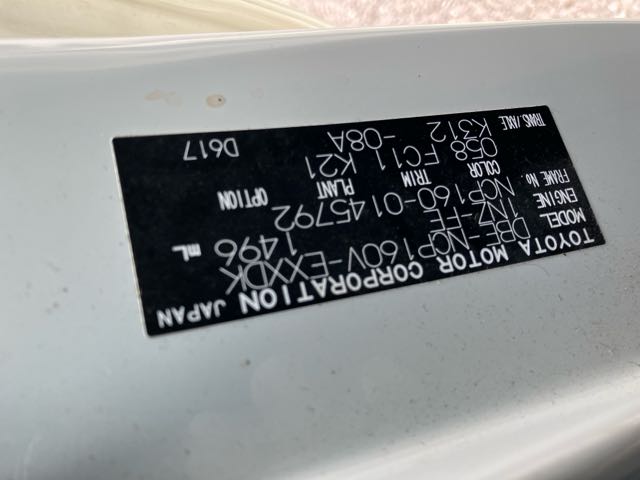 TOYOTA MOTOR CORPORATION JAPAN
MODEL DBE-NCP160V-EXXDK
ENGINE 1NZ-FE 1496 mL
FRAME No. NCP160-0145792
COLOR TRIM PLANT OPTION
058 FC11 K21
TRANS./AXLE K312 -08A
D617